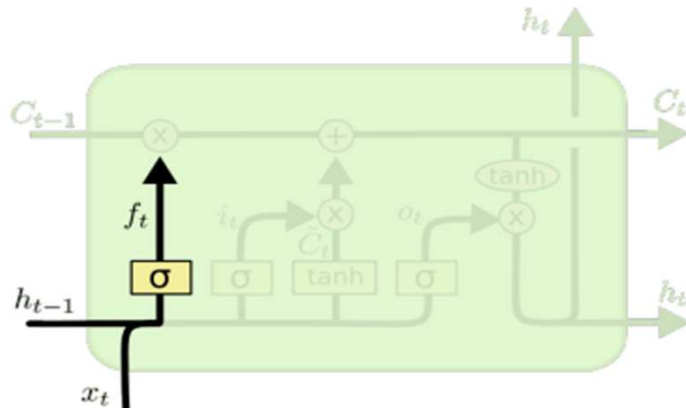 h_t
C_{t-1}
C_t
×
+
tanh
f_t
i_t
×
o_t
×
C̃_t
σ
σ
tanh
σ
h_{t-1}
h_t
x_t